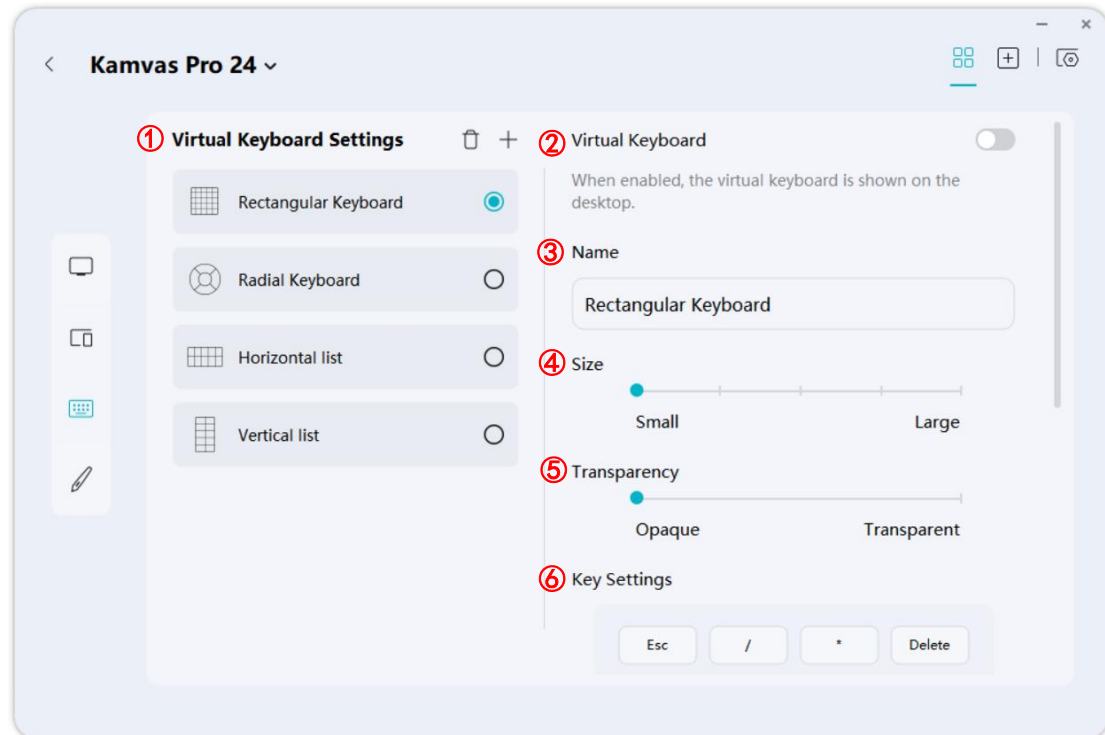 Kamvas Pro 24
① Virtual Keyboard Settings
Rectangular Keyboard
Radial Keyboard
Horizontal list
Vertical list
② Virtual Keyboard
When enabled, the virtual keyboard is shown on the
desktop.
③ Name
Rectangular Keyboard
④ Size
Small Large
⑤ Transparency
Opaque Transparent
⑥ Key Settings
Esc / * Delete